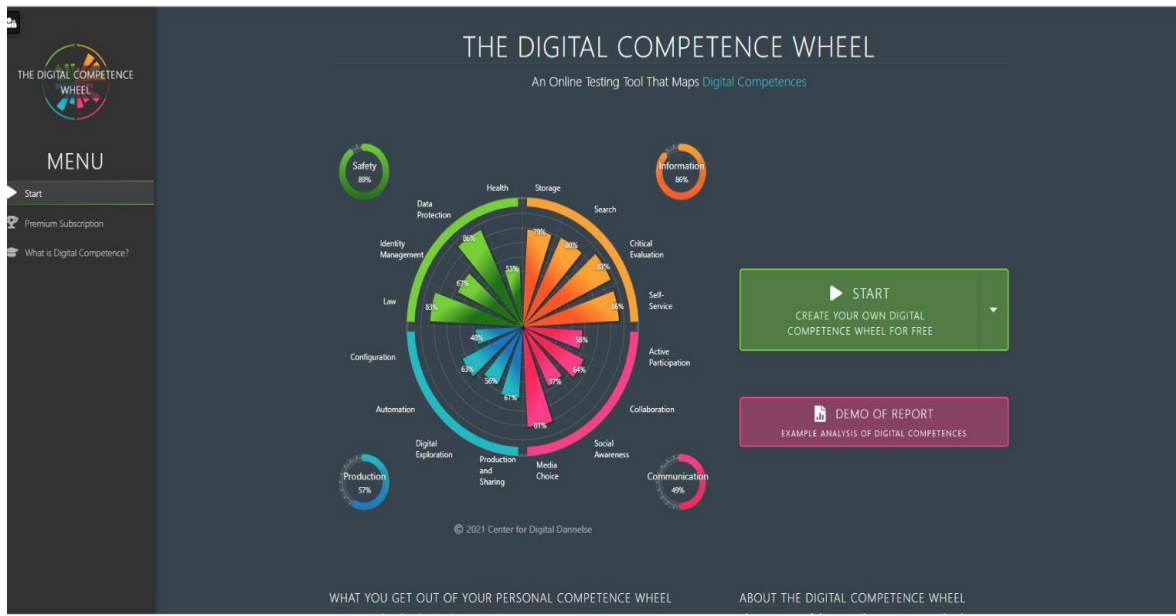 THE DIGITAL COMPETENCE
WHEEL
MENU
Start
Premium Subscription
What is Digital Competence?
THE DIGITAL COMPETENCE WHEEL
An Online Testing Tool That Maps Digital Competences
Safety
89%
Information
86%
Health
Storage
Data
Protection
Search
Identity
Management
Critical
Evaluation
Law
Self-
Service
Configuration
Active
Participation
Automation
Collaboration
Digital
Exploration
Production
and
Sharing
Media
Choice
Social
Awareness
86%
53%
67%
83%
79%
80%
87%
86%
48%
63%
56%
61%
58%
64%
57%
81%
Production
57%
Communication
49%
© 2021 Center for Digital Dannelse
START
CREATE YOUR OWN DIGITAL
COMPETENCE WHEEL FOR FREE
DEMO OF REPORT
EXAMPLE ANALYSIS OF DIGITAL COMPETENCES
WHAT YOU GET OUT OF YOUR PERSONAL COMPETENCE WHEEL
ABOUT THE DIGITAL COMPETENCE WHEEL